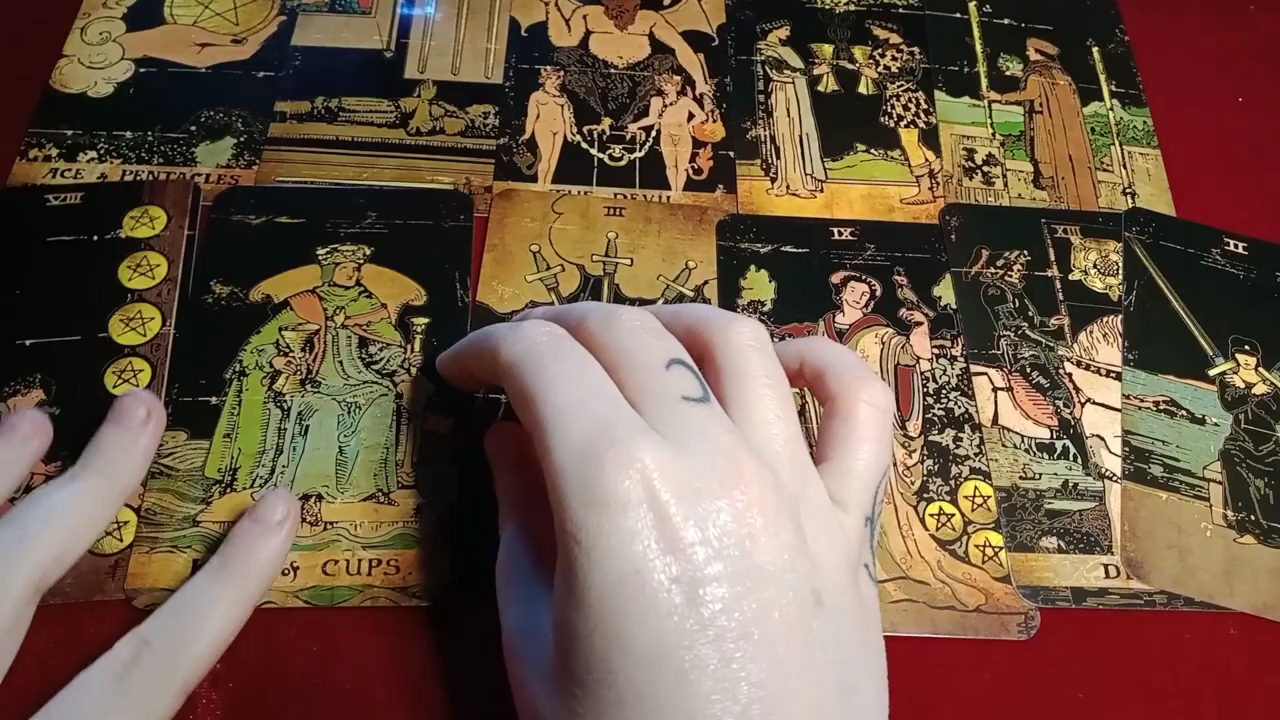 ACE of PENTACLES
THE DEVIL
VIII
III
IX
XIII
II
of CUPS.
D